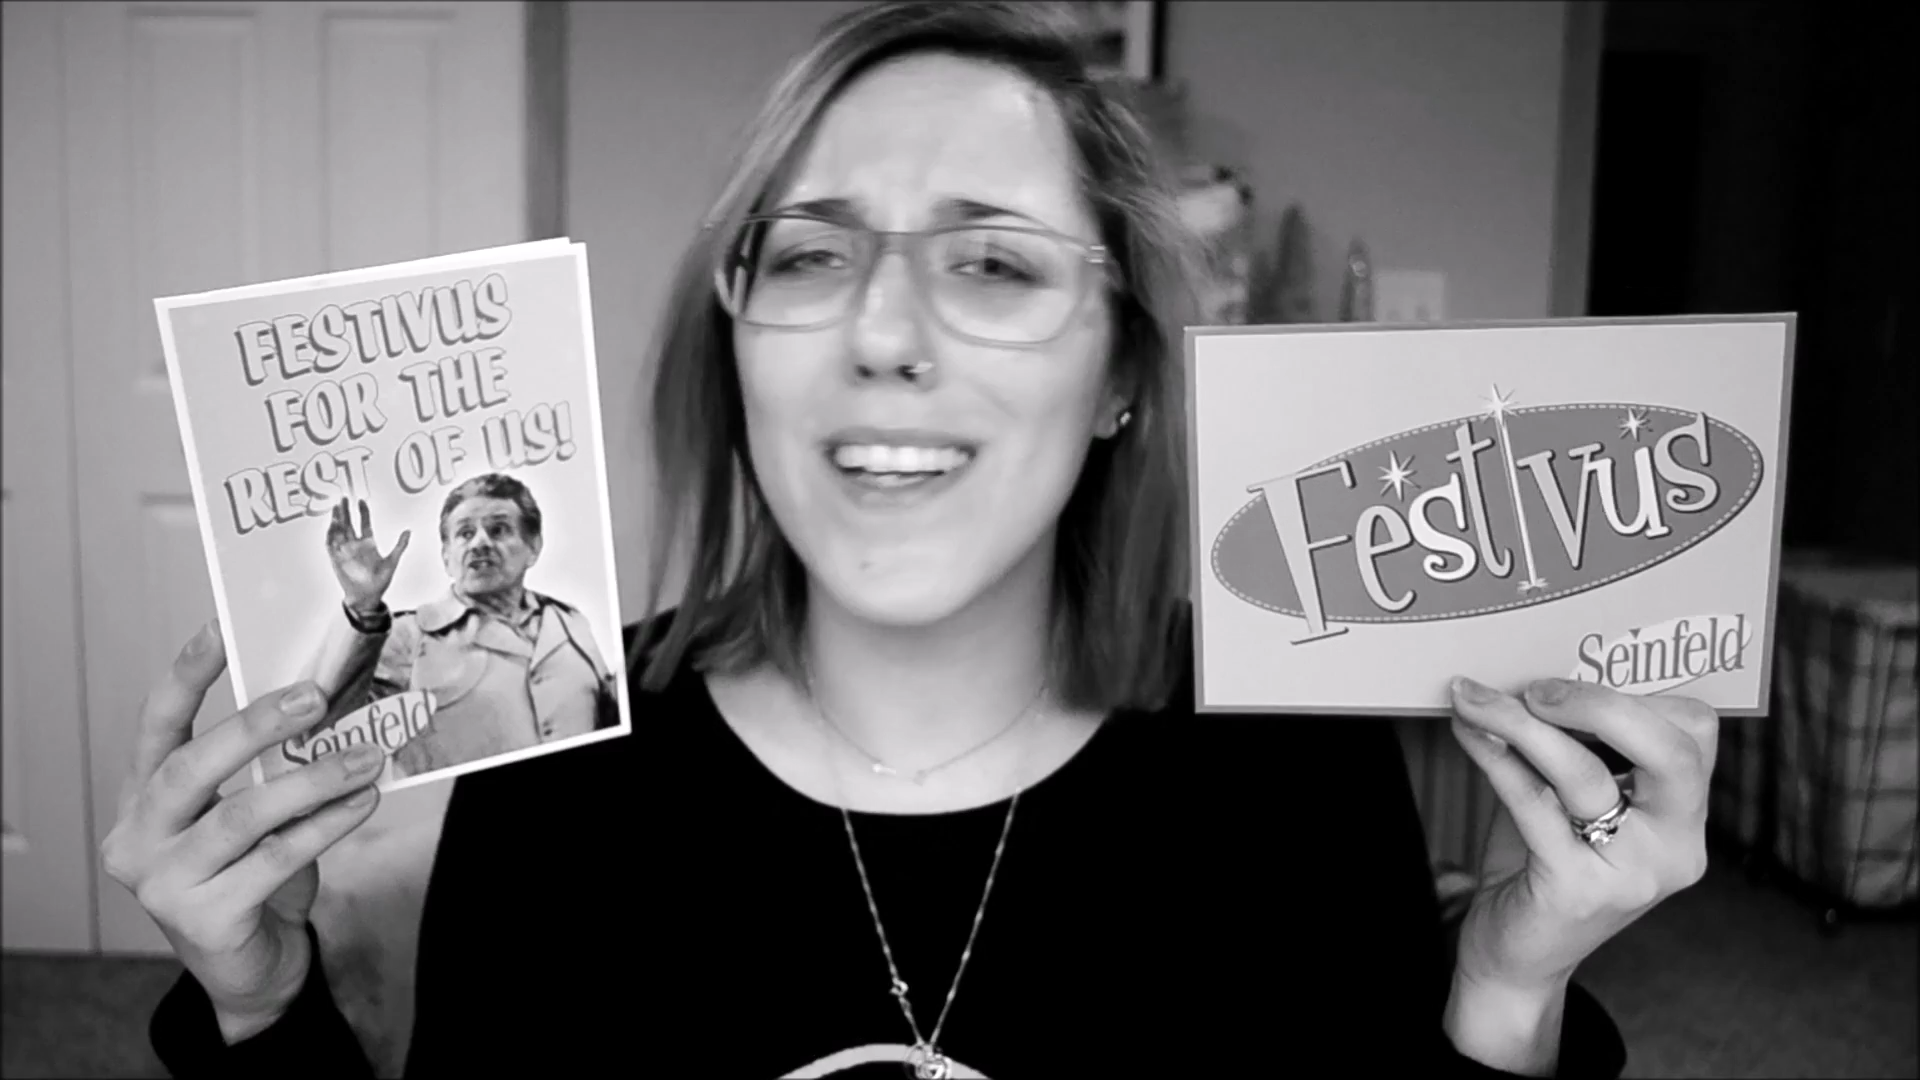 FESTIVUS
FOR THE
REST OF US!
Seinfeld
Festivus
Seinfeld